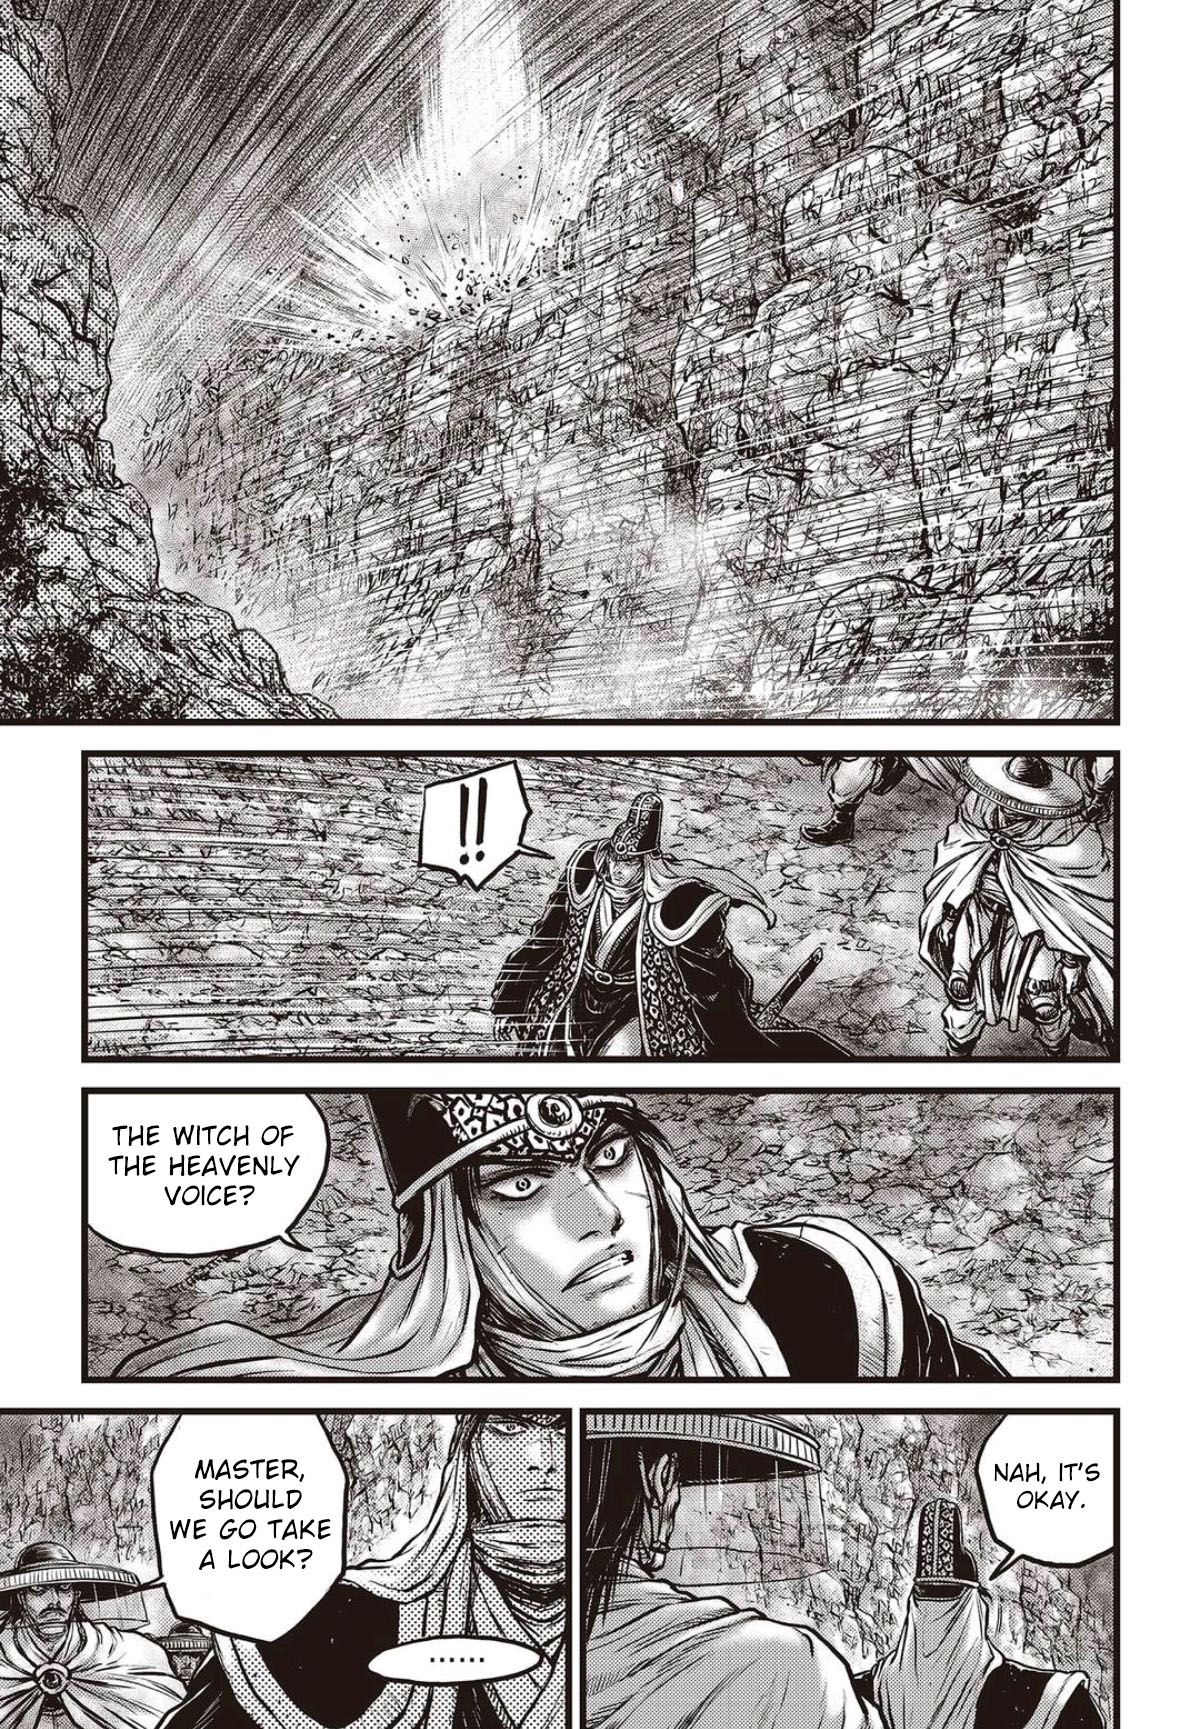 !!
THE WITCH OF
THE HEAVENLY
VOICE?
NAH, IT'S
OKAY.
MASTER,
SHOULD
WE GO TAKE
A LOOK?
......